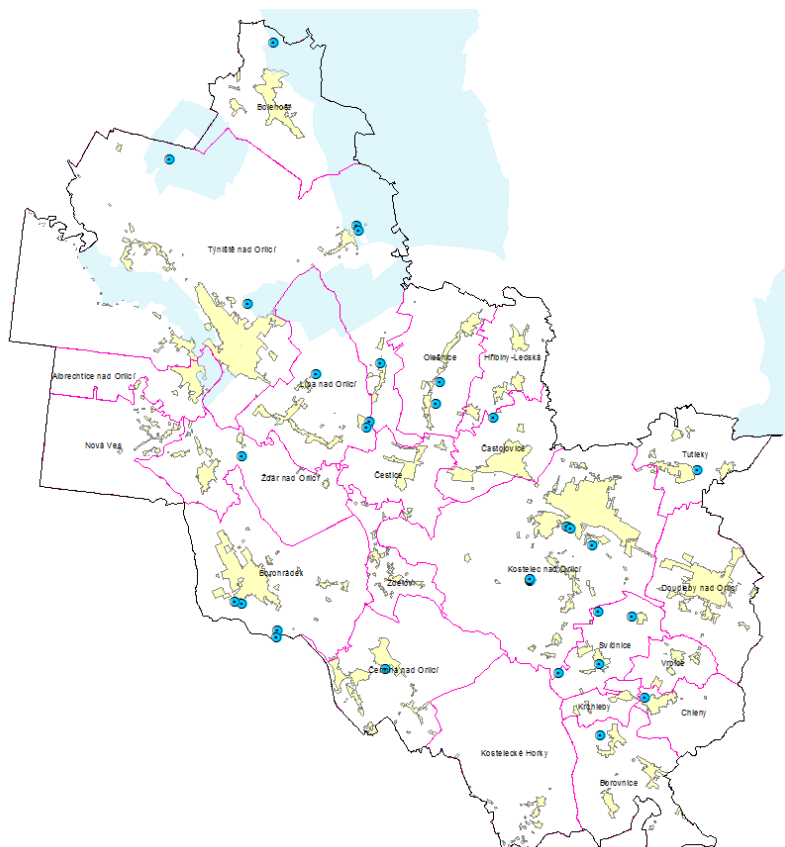 Bolehošť
Týniště nad Orlicí
Olešnice
Hřibiny-Ledská
Albrechtice nad Orlicí
Lípa nad Orlicí
Nová Ves
Častolovice
Tutleky
Žďár nad Orlicí
Čestice
Borohrádek
Zdelov
Kostelec nad Orlicí
Doudleby nad Orlicí
Svídnice
Vrbice
Čermná nad Orlicí
Krchleby
Chleny
Kostelecké Horky
Borovnice